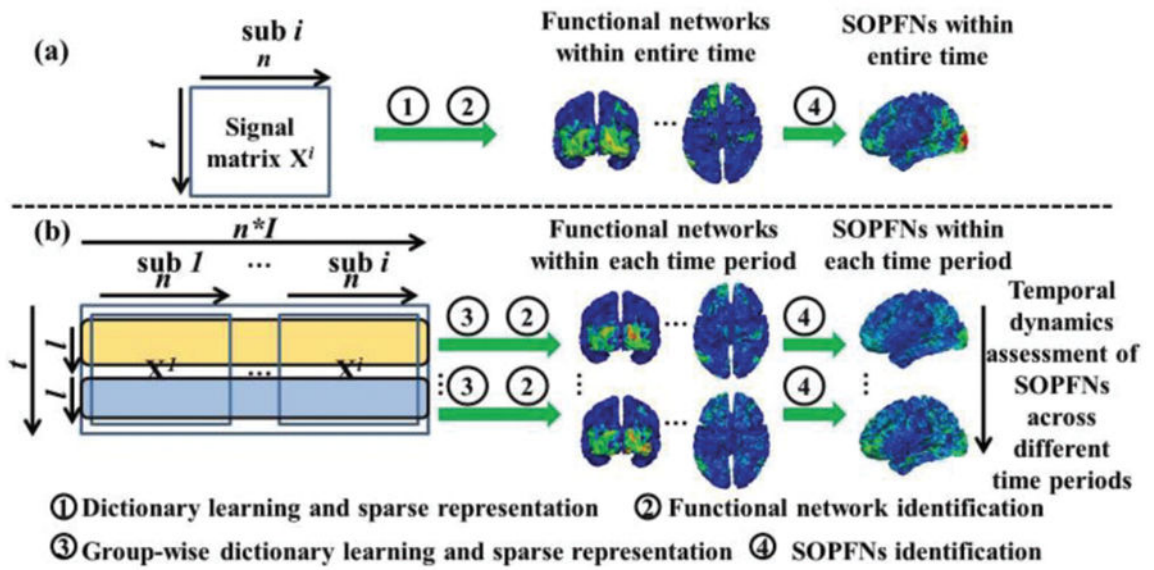 (a)
sub i
n
t
Signal
matrix Xⁱ
① ②
Functional networks
within entire time
...
④
SOPFNs within
entire time
(b)
n*I
sub 1 ... sub i
n n
t
l
l
X¹ ... Xⁱ
③ ②
③ ②
Functional networks
within each time period
...
...
④
④
SOPFNs within
each time period
Temporal
dynamics
assessment of
SOPFNs
across
different
time periods
① Dictionary learning and sparse representation
② Functional network identification
③ Group-wise dictionary learning and sparse representation
④ SOPFNs identification